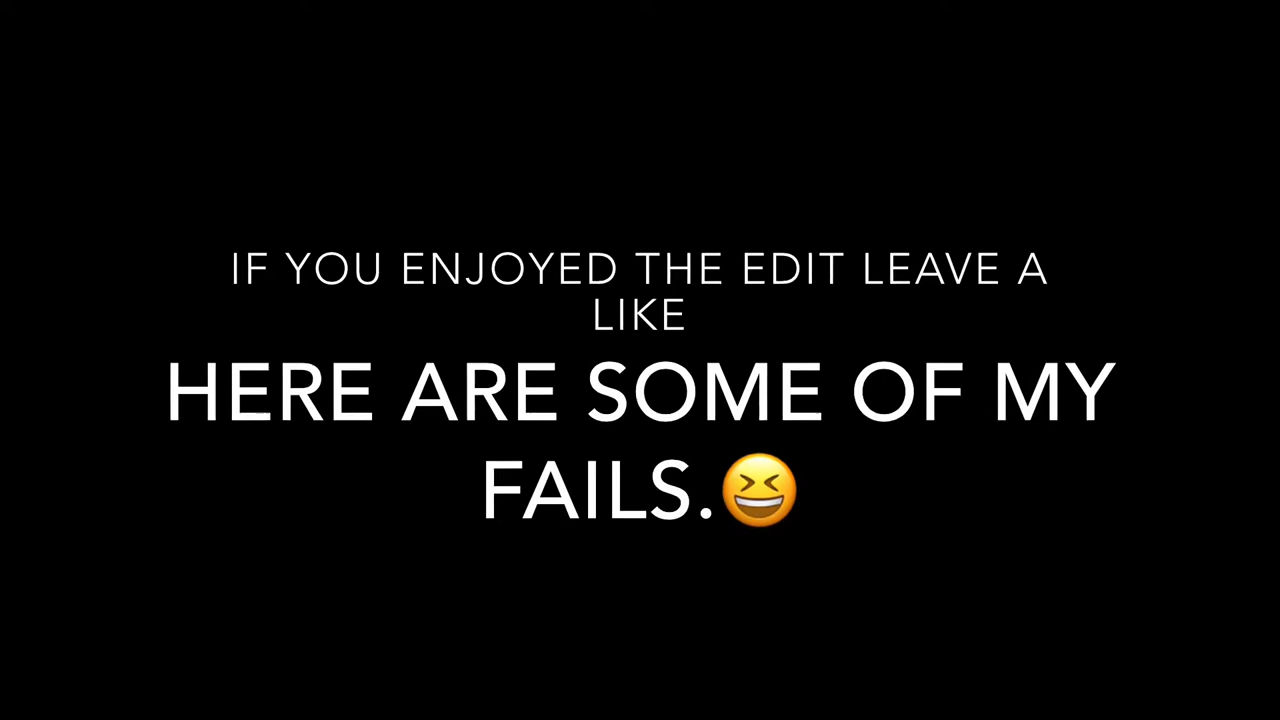 IF YOU ENJOYED THE EDIT LEAVE A
LIKE
HERE ARE SOME OF MY
FAILS.😆